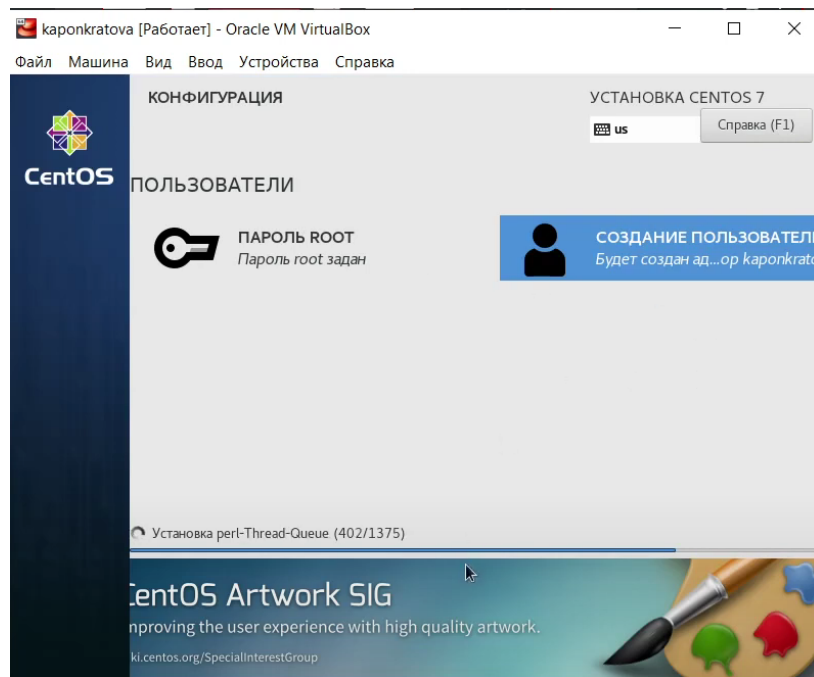 kaponkratova [Работает] - Oracle VM VirtualBox
Файл Машина Вид Ввод Устройства Справка
КОНФИГУРАЦИЯ
УСТАНОВКА CENTOS 7
us
Справка (F1)
CentOS
ПОЛЬЗОВАТЕЛИ
ПАРОЛЬ ROOT
Пароль root задан
СОЗДАНИЕ ПОЛЬЗОВАТЕЛ
Будет создан ад...ор kaponkrato
Установка perl-Thread-Queue (402/1375)
CentOS Artwork SIG
mproving the user experience with high quality artwork.
ki.centos.org/SpecialInterestGroup